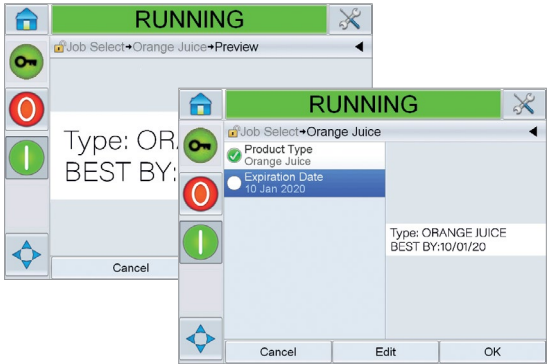 RUNNING
Job Select→Orange Juice→Preview
Type: OR
BEST BY:
Cancel
RUNNING
Job Select→Orange Juice
Product Type
Orange Juice
Expiration Date
10 Jan 2020
Type: ORANGE JUICE
BEST BY:10/01/20
Cancel
Edit
OK